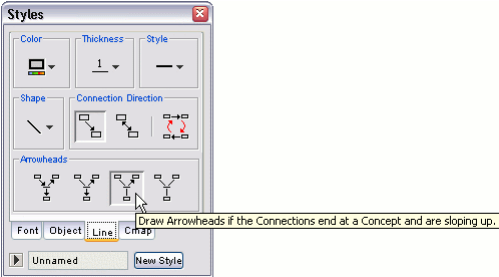 Styles
Color Thickness Style
1
Shape Connection Direction
Arrowheads
Draw Arrowheads if the Connections end at a Concept and are sloping up.
Font Object Line Cmap
Unnamed New Style